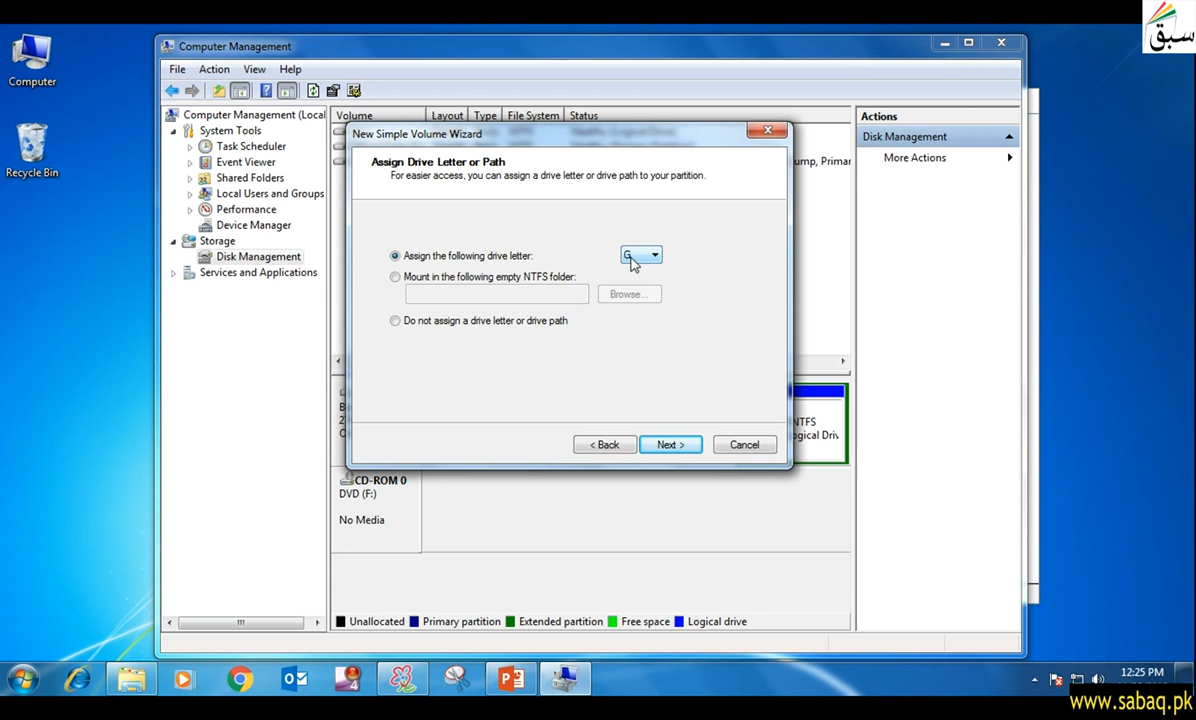 سبق
Computer
Recycle Bin
Computer Management
File Action View Help
Computer Management (Local
System Tools
Task Scheduler
Event Viewer
Shared Folders
Local Users and Groups
Performance
Device Manager
Storage
Disk Management
Services and Applications
Volume Layout Type File System Status
ump, Primar
Actions
Disk Management
More Actions
New Simple Volume Wizard
Assign Drive Letter or Path
For easier access, you can assign a drive letter or drive path to your partition.
Assign the following drive letter: G
Mount in the following empty NTFS folder:
Browse...
Do not assign a drive letter or drive path
< Back Next > Cancel
NTFS
ogical Driv
CD-ROM 0
DVD (F:)
No Media
Unallocated Primary partition Extended partition Free space Logical drive
12:25 PM
www.sabaq.pk